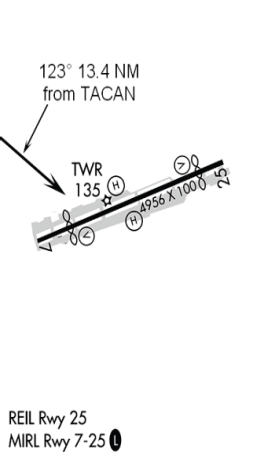 123° 13.4 NM
from TACAN
TWR
135
H
V
4956 X 100
25
H
V
7
REIL Rwy 25
MIRL Rwy 7-25 L